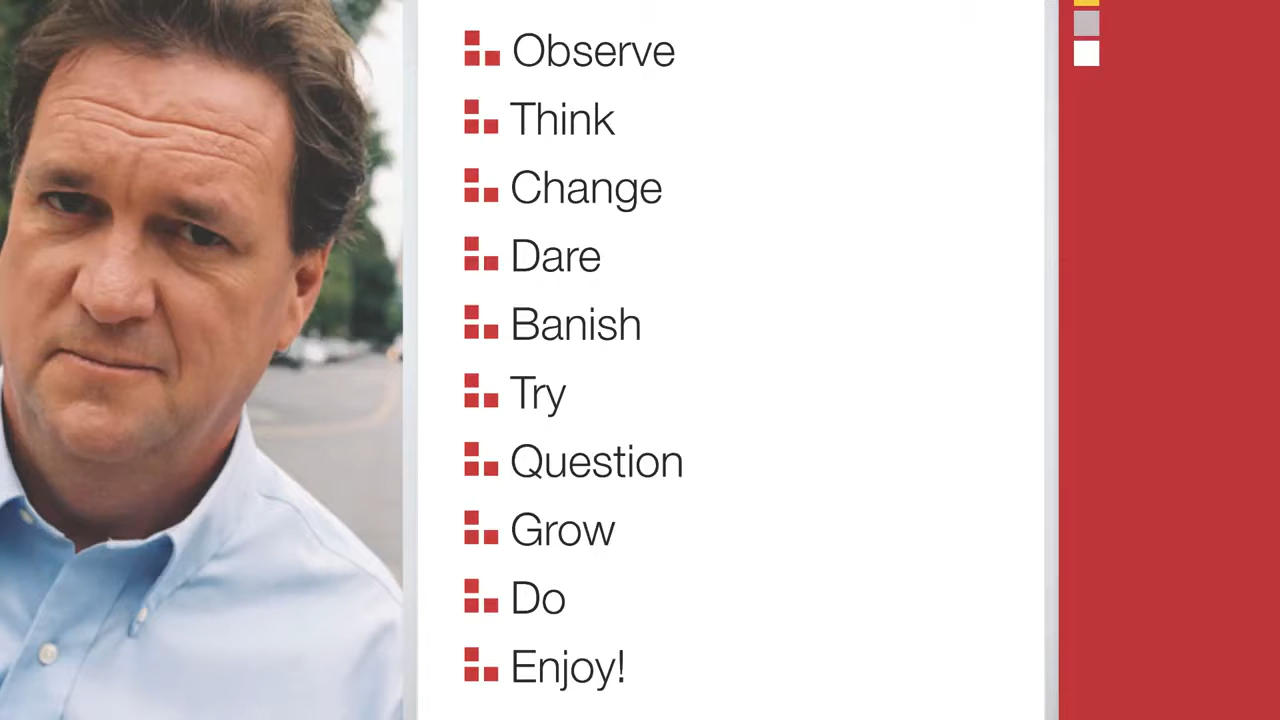 Observe
Think
Change
Dare
Banish
Try
Question
Grow
Do
Enjoy!